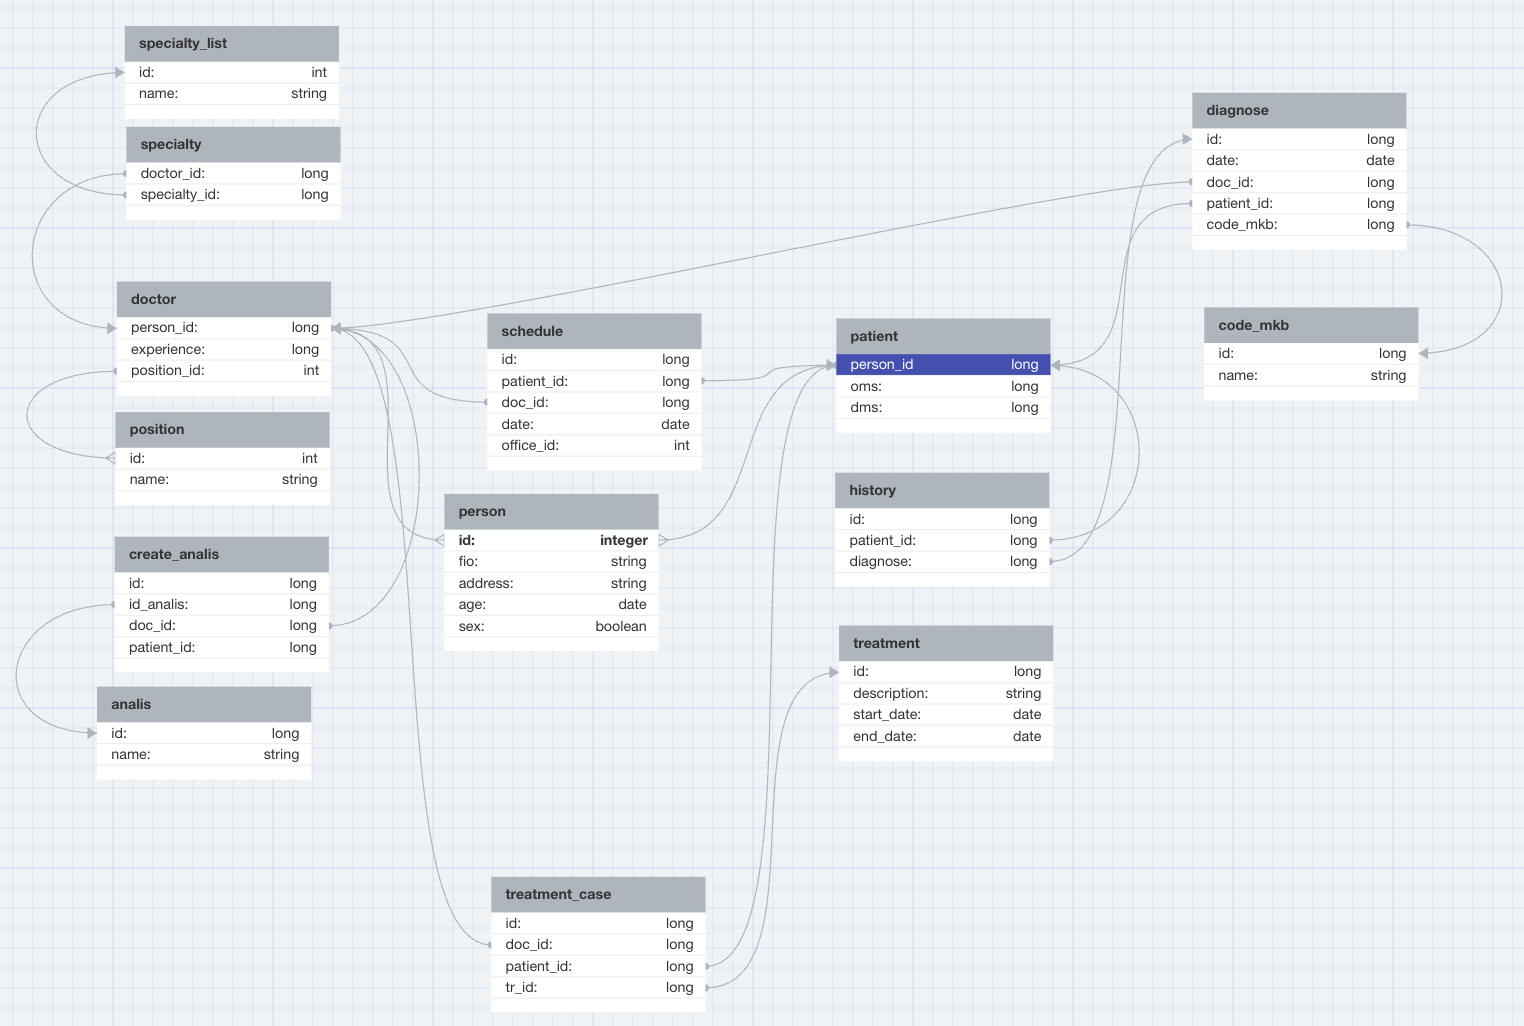 specialty_list
id: int
name: string
specialty
doctor_id: long
specialty_id: long
doctor
person_id: long
experience: long
position_id: int
position
id: int
name: string
create_analis
id: long
id_analis: long
doc_id: long
patient_id: long
analis
id: long
name: string
schedule
id: long
patient_id: long
doc_id: long
date: date
office_id: int
person
id: integer
fio: string
address: string
age: date
sex: boolean
treatment_case
id: long
doc_id: long
patient_id: long
tr_id: long
patient
person_id long
oms: long
dms: long
history
id: long
patient_id: long
diagnose: long
treatment
id: long
description: string
start_date: date
end_date: date
diagnose
id: long
date: date
doc_id: long
patient_id: long
code_mkb: long
code_mkb
id: long
name: string